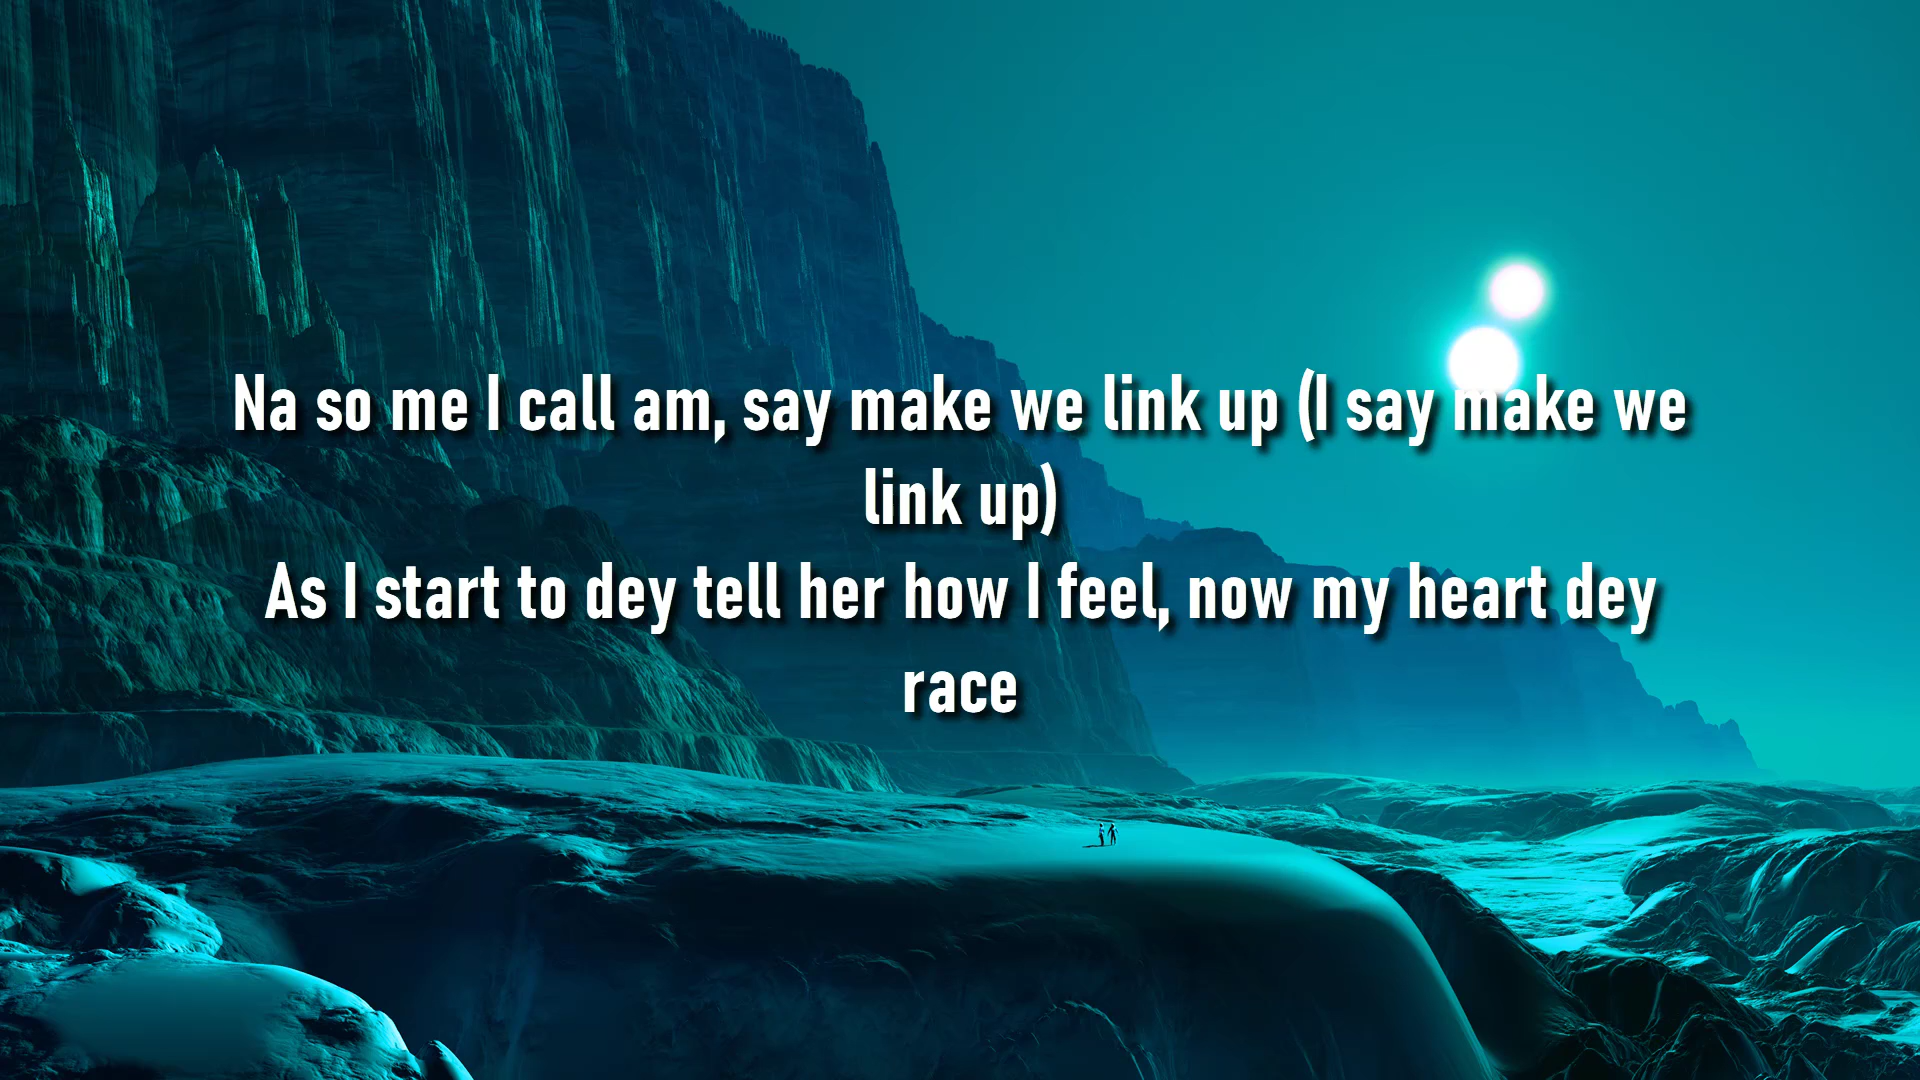 Na so me I call am, say make we link up (I say make we
link up)
As I start to dey tell her how I feel, now my heart dey
race